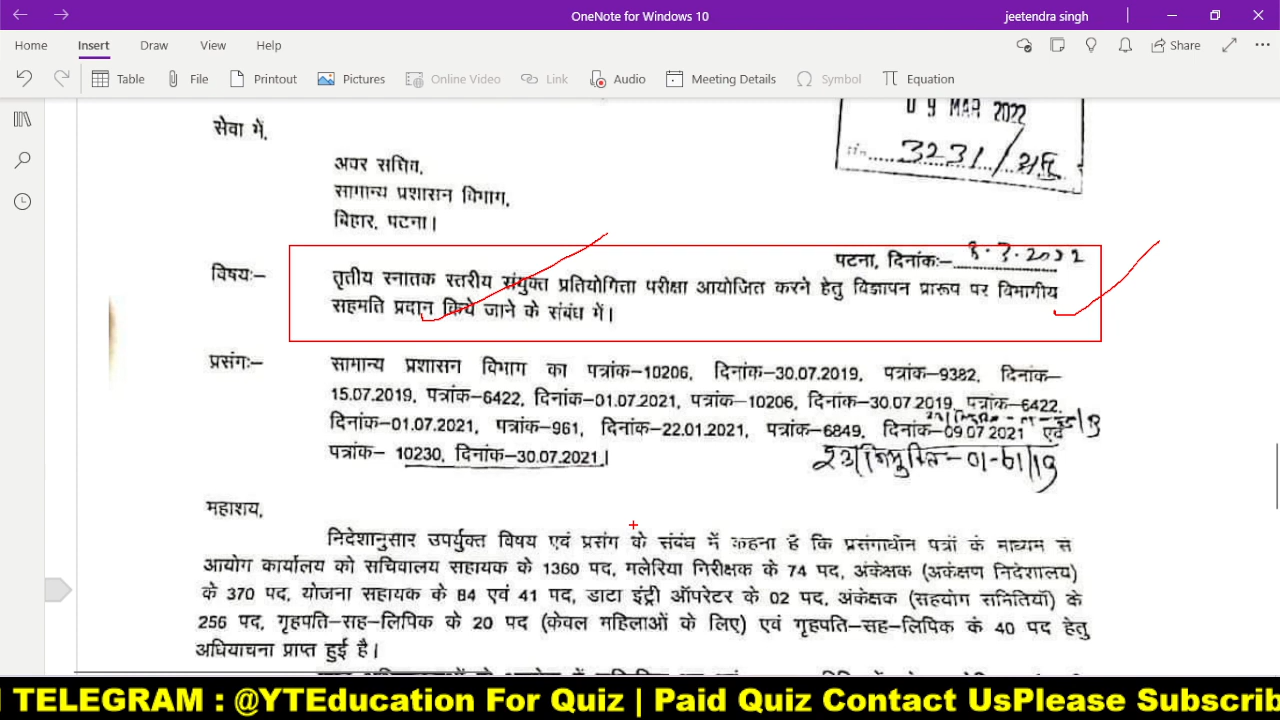 OneNote for Windows 10
jeetendra singh
Home Insert Draw View Help
Share
Table File Printout Pictures Online Video Link Audio Meeting Details Symbol Equation
09 MAR 2022
सेवा में,
3231
अवर सचिव,
सामान्य प्रशासन विभाग,
बिहार, पटना।
पटना, दिनांकः– 8.3.2022
विषयः– तृतीय स्नातक स्तरीय संयुक्त प्रतियोगिता परीक्षा आयोजित करने हेतु विज्ञापन प्रारूप पर विभागीय
सहमति प्रदान किये जाने के संबंध में।
प्रसंगः– सामान्य प्रशासन विभाग का पत्रांक–10206, दिनांक–30.07.2019, पत्रांक–9382, दिनांक–
15.07.2019, पत्रांक–6422, दिनांक–01.07.2021, पत्रांक–10206, दिनांक–30.07.2019, पत्रांक–6422,
दिनांक–01.07.2021, पत्रांक–961, दिनांक–22.01.2021, पत्रांक–6849, दिनांक–09.07.2021 एवं
पत्रांक– 10230, दिनांक–30.07.2021।
महाशय,
निदेशानुसार उपर्युक्त विषय एवं प्रसंग के संबंध में कहना है कि प्रसंगाधीन पत्रों के माध्यम से
आयोग कार्यालय को सचिवालय सहायक के 1360 पद, मलेरिया निरीक्षक के 74 पद, अंकेक्षक (अंकेक्षण निदेशालय)
के 370 पद, योजना सहायक के 84 एवं 41 पद, डाटा इंट्री ऑपरेटर के 02 पद, अंकेक्षक (सहयोग समितियाँ) के
256 पद, गृहपति–सह–लिपिक के 20 पद (केवल महिलाओं के लिए) एवं गृहपति–सह–लिपिक के 40 पद हेतु
अधियाचना प्राप्त हुई है।
TELEGRAM : @YTEducation For Quiz | Paid Quiz Contact UsPlease Subscrib